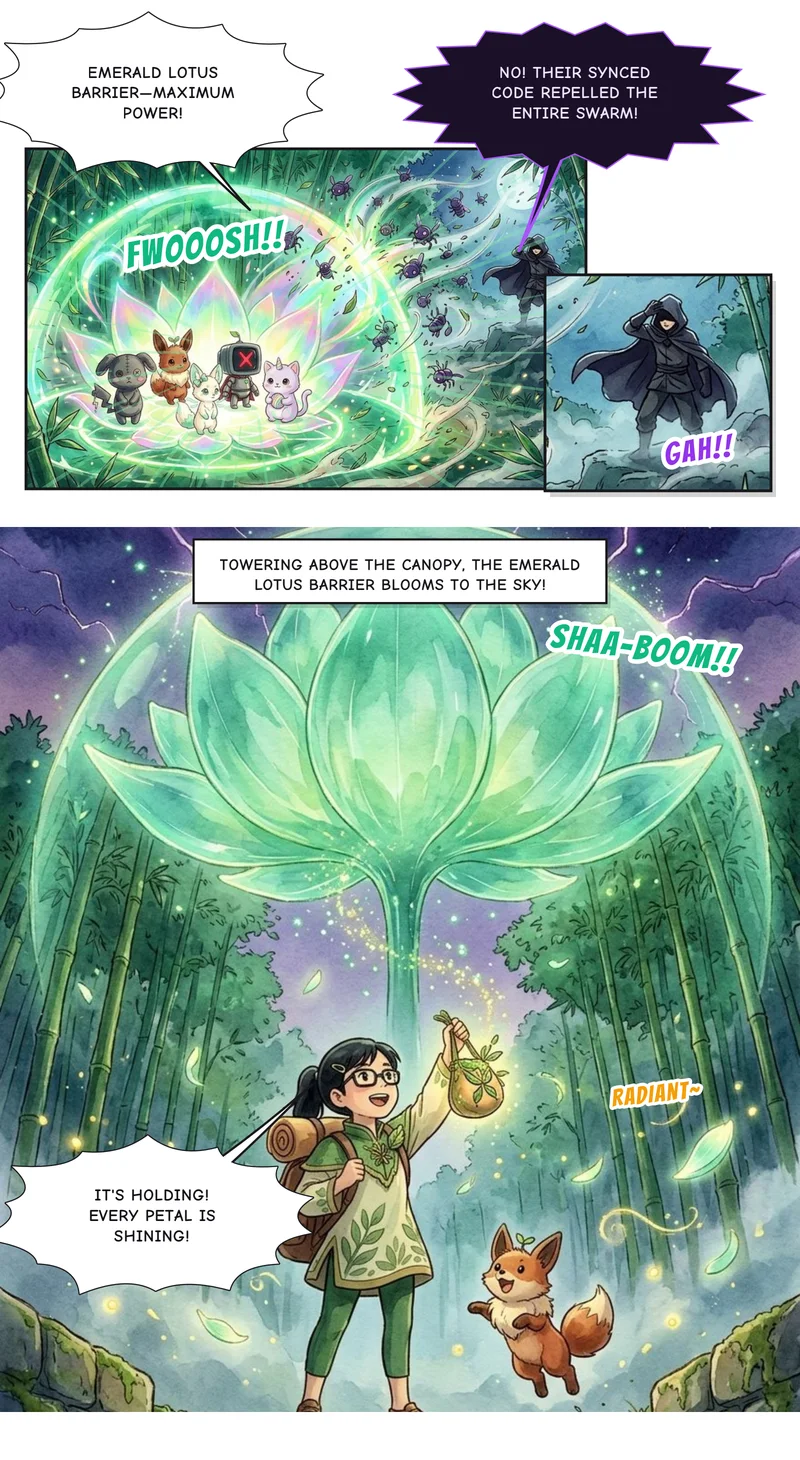 EMERALD LOTUS
BARRIER—MAXIMUM
POWER!
NO! THEIR SYNCED
CODE REPELLED THE
ENTIRE SWARM!
FWOOOSH!!
GAH!!
TOWERING ABOVE THE CANOPY, THE EMERALD
LOTUS BARRIER BLOOMS TO THE SKY!
SHAA-BOOM!!
RADIANT~
IT'S HOLDING!
EVERY PETAL IS
SHINING!